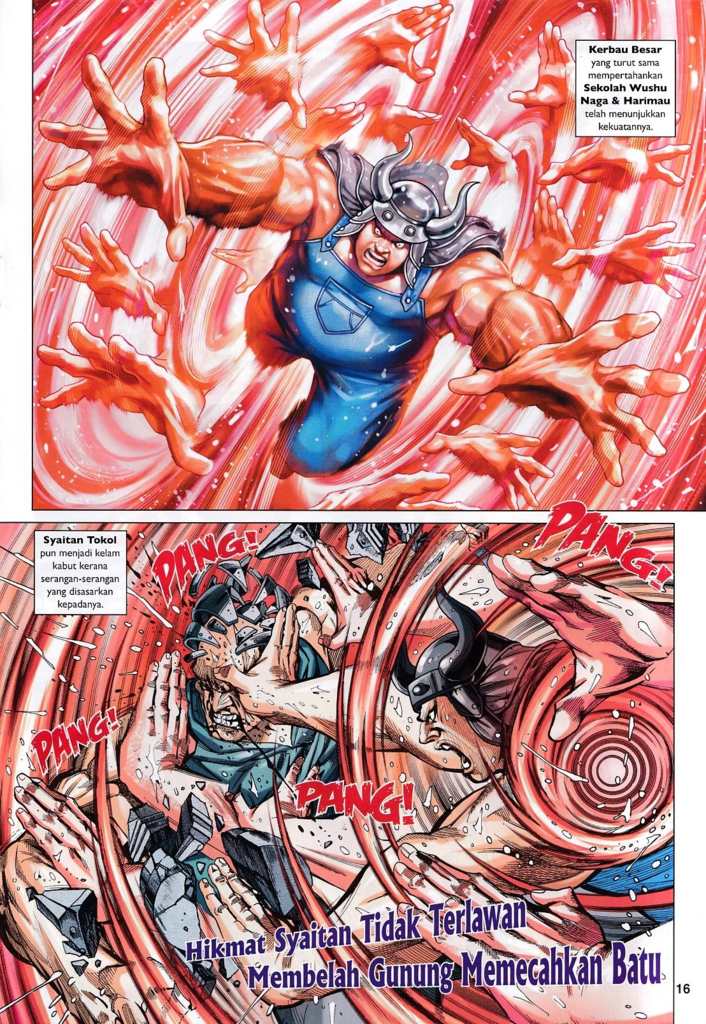 Kerbau Besar
yang turut sama
mempertahankan
Sekolah Wushu
Naga & Harimau
telah menunjukkan
kekuatannya.
Syaitan Tokol
pun menjadi kelam
kabut kerana
serangan-serangan
yang disasarkan
kepadanya.
PANG!
PANG!
PANG!
PANG!
Hikmat Syaitan Tidak Terlawan
Membelah Gunung Memecahkan Batu
16